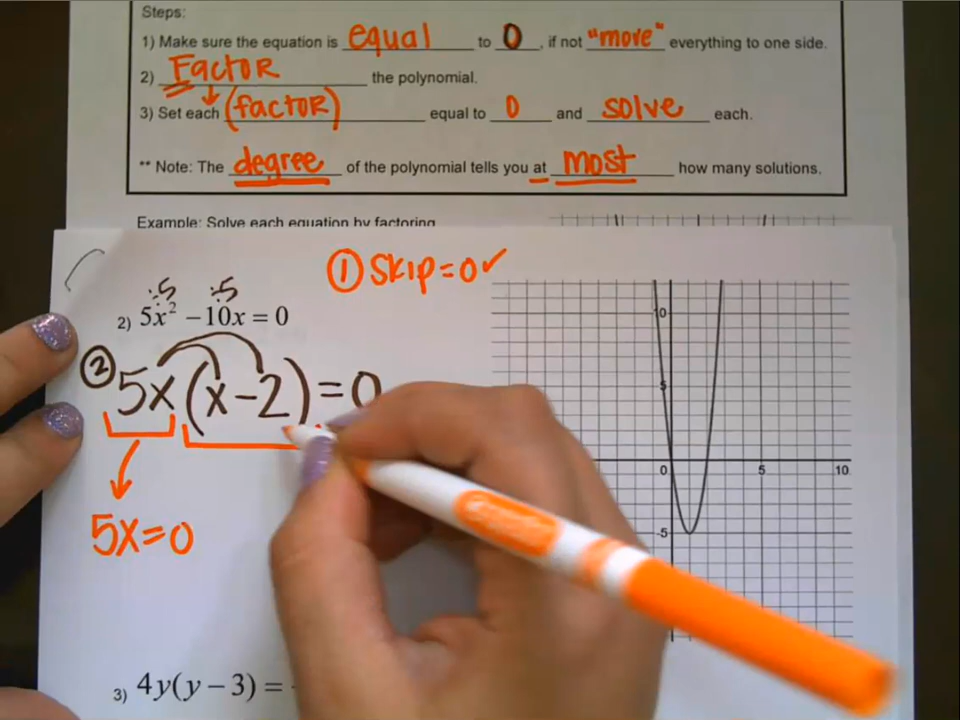 Steps:
1) Make sure the equation is equal to 0, if not "move" everything to one side.
2) Factor the polynomial.
3) Set each (factor) equal to 0 and solve each.
** Note: The degree of the polynomial tells you at most how many solutions.
Example: Solve each equation by factoring
① Skip = 0 ✓
÷5 ÷5
2) 5x² − 10x = 0
② 5x(x − 2) = 0
5x = 0
3) 4y(y − 3) =
10
5
0 5 10
-5